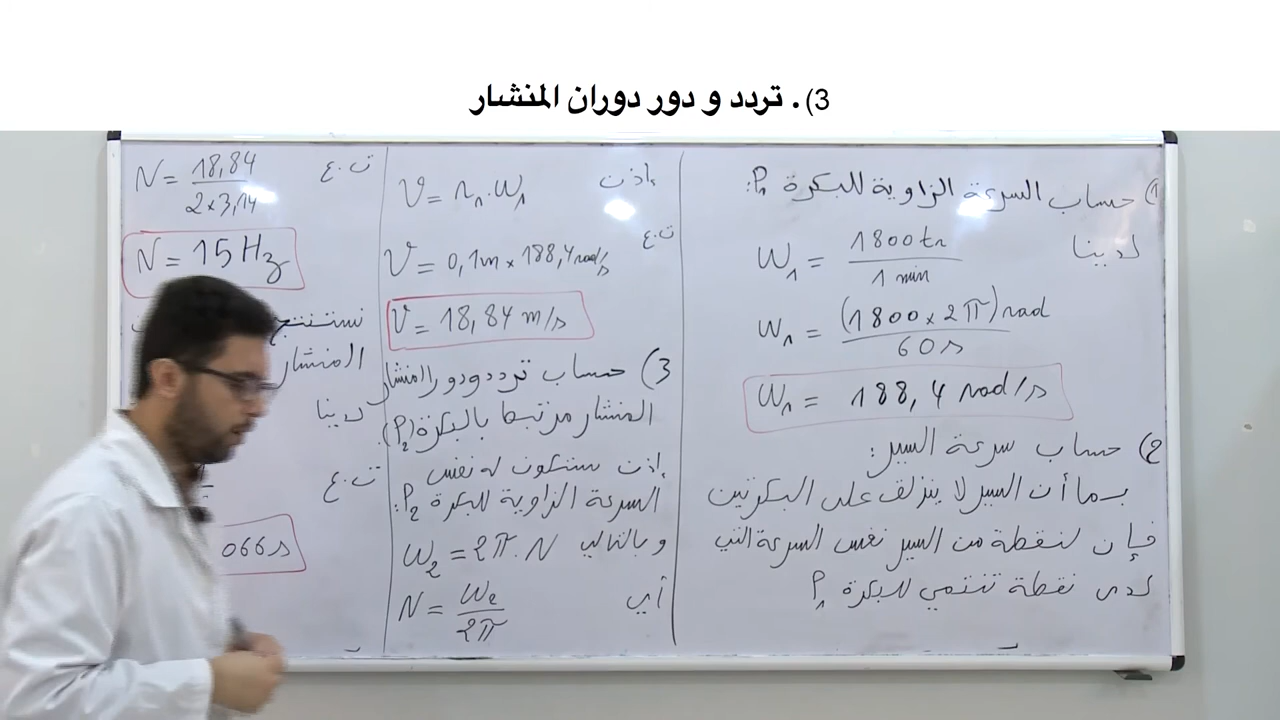 3). تردد و دور دوران المنشار
1) حساب السرعة الزاوية للبكرة P₁:
لدينا
W₁ = 1800tr / 1 min
W₁ = (1800 x 2π) rad / 60s
W₁ = 188,4 rad/s
2) حساب سرعة السير:
بما أن السير لا ينزلق على البكرتين
فإن لنقطة من السير نفس السرعة التي
لدى نقطة تنتمي للبكرة P₁
إذن V = r₁.W₁
ت.ع
V = 0,1m x 188,4 rad/s
V = 18,84 m/s
3) حساب تردد ودور المنشار
المنشار مرتبط بالبكرة (P₂).
إذن ستكون له نفس
السرعة الزاوية للبكرة P₂:
وبالتالي W₂ = 2π.N
أي N = W₂ / 2π
ت.ع N = 18,84 / 2x3,14
N = 15 Hz
نستنتج
المنشار
لدينا
ت.ع
066s